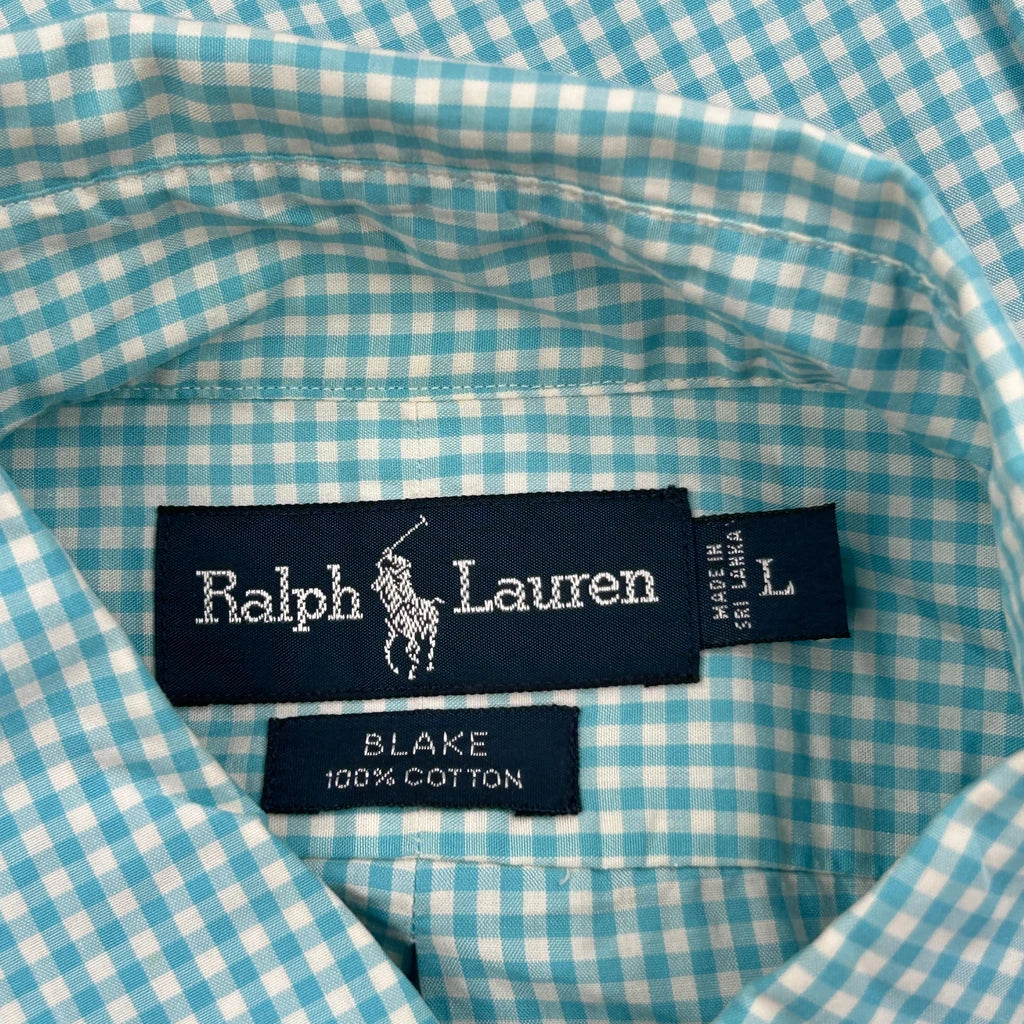 Ralph Lauren
MADE IN
SRI LANKA
L
BLAKE
100% COTTON